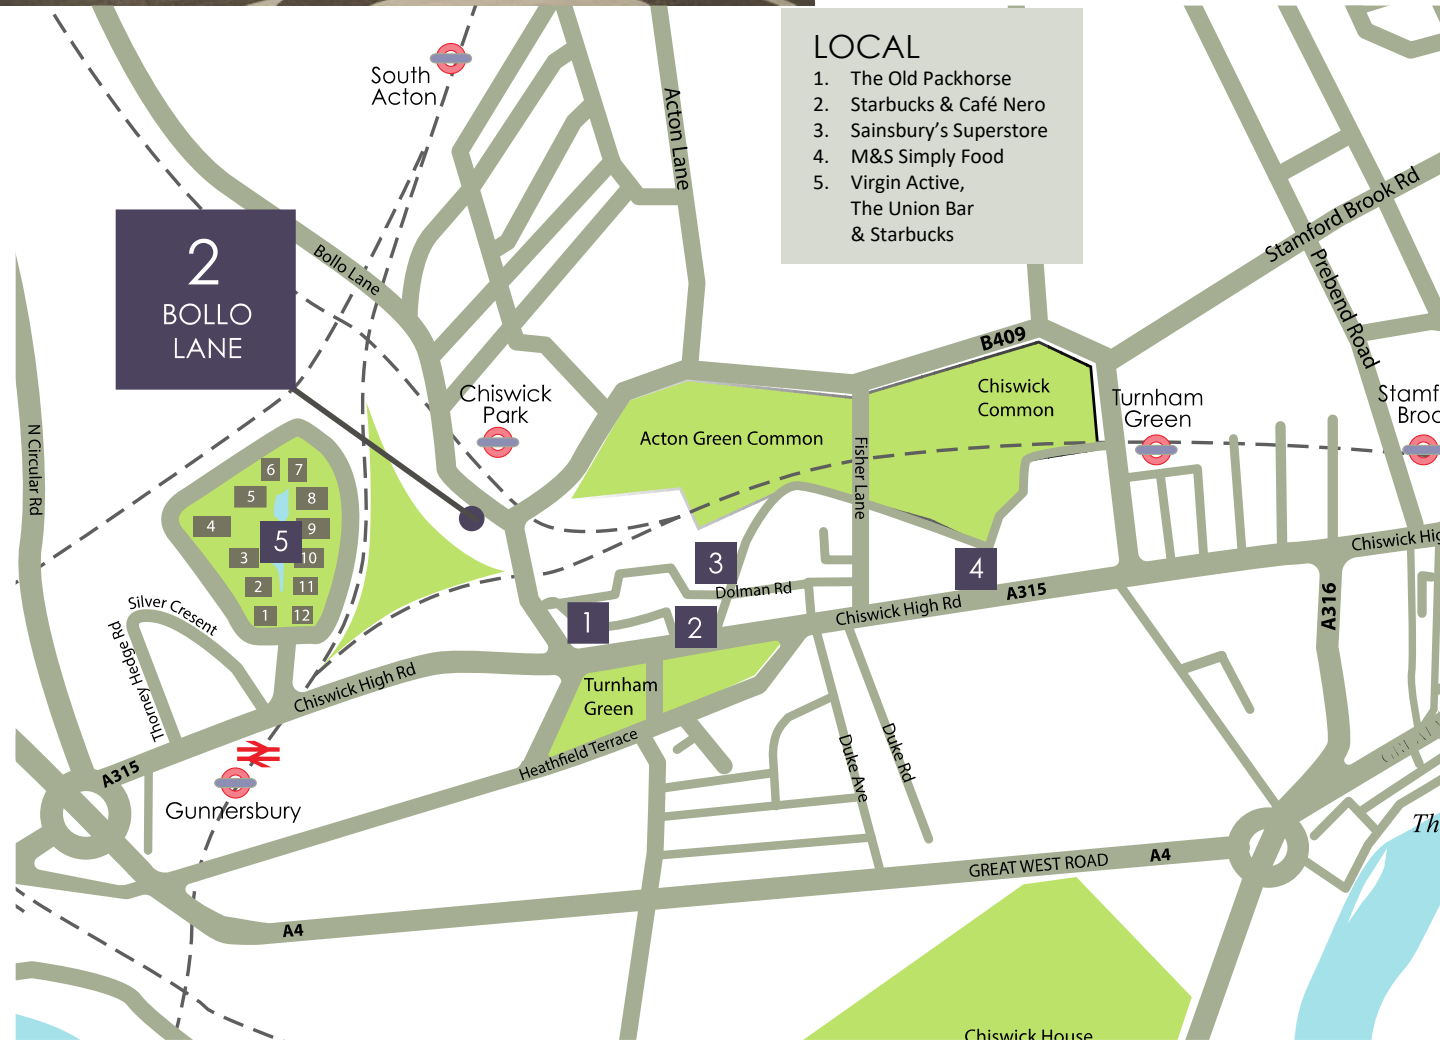 LOCAL
1. The Old Packhorse
2. Starbucks & Café Nero
3. Sainsbury’s Superstore
4. M&S Simply Food
5. Virgin Active,
The Union Bar
& Starbucks
South
Acton
Acton Lane
2
BOLLO
LANE
Bollo Lane
Stamford Brook Rd
Prebend Road
B409
Chiswick
Park
Chiswick
Common
Turnham
Green
Stamf
Broo
Acton Green Common
Fisher Lane
N Circular Rd
6
7
5
8
4
9
5
3
10
2
11
1
12
3
4
Chiswick Hig
Dolman Rd
A315
Chiswick High Rd
A316
Silver Cresent
Thorney Hedge Rd
1
2
Chiswick High Rd
Turnham
Green
Heathfield Terrace
Duke Ave
Duke Rd
A315
Gunnersbury
Th
GREAT WEST ROAD
A4
A4
Chiswick House